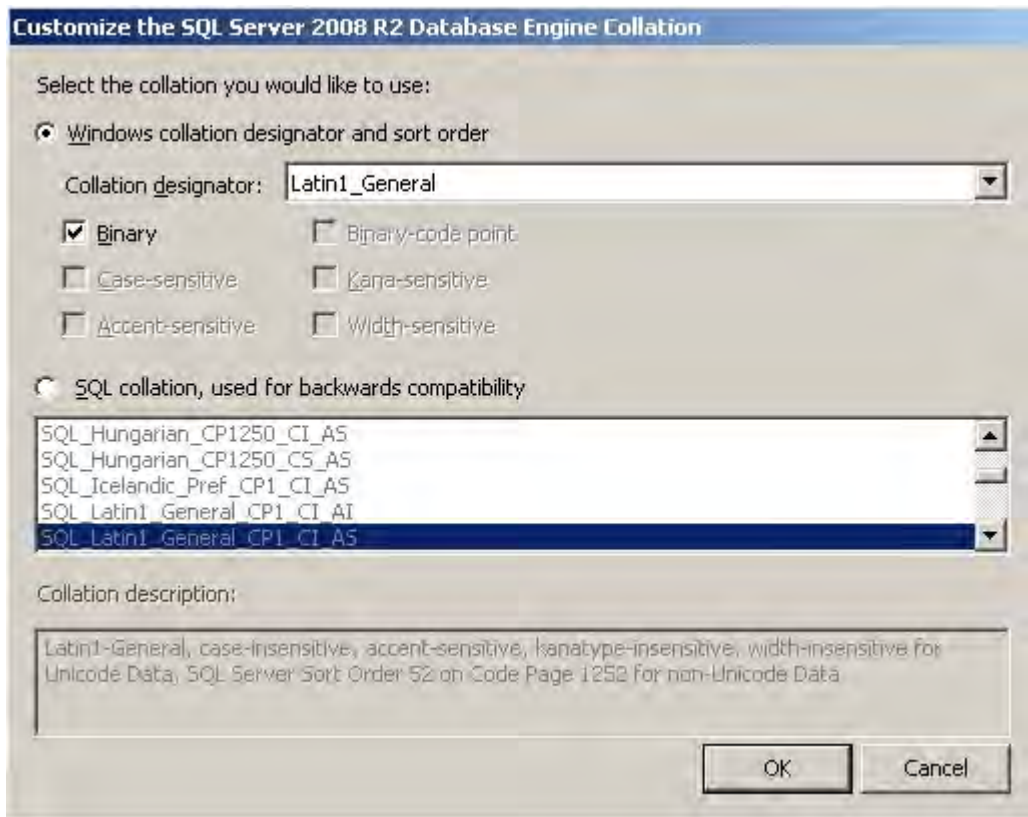 Customize the SQL Server 2008 R2 Database Engine Collation
Select the collation you would like to use:
Windows collation designator and sort order
Collation designator: Latin1_General
Binary Binary-code point
Case-sensitive Kana-sensitive
Accent-sensitive Width-sensitive
SQL collation, used for backwards compatibility
SQL_Hungarian_CP1250_CI_AS
SQL_Hungarian_CP1250_CS_AS
SQL_Icelandic_Pref_CP1_CI_AS
SQL_Latin1_General_CP1_CI_AI
SQL_Latin1_General_CP1_CI_AS
Collation description:
Latin1-General, case-insensitive, accent-sensitive, kanatype-insensitive, width-insensitive for
Unicode Data, SQL Server Sort Order 52 on Code Page 1252 for non-Unicode Data
OK Cancel